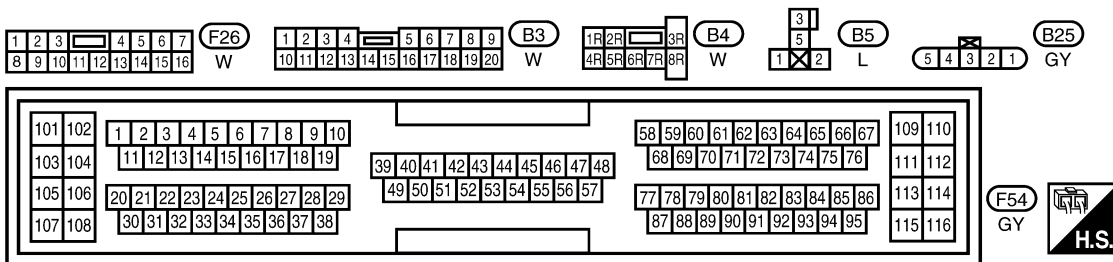 1 2 3 4 5 6 7
8 9 10 11 12 13 14 15 16
F26
W
1 2 3 4 5 6 7 8 9
10 11 12 13 14 15 16 17 18 19 20
B3
W
1R 2R 3R
4R 5R 6R 7R 8R
B4
W
3
5
1 2
B5
L
5 4 3 2 1
B25
GY
101 102
103 104
105 106
107 108
1 2 3 4 5 6 7 8 9 10
11 12 13 14 15 16 17 18 19
20 21 22 23 24 25 26 27 28 29
30 31 32 33 34 35 36 37 38
39 40 41 42 43 44 45 46 47 48
49 50 51 52 53 54 55 56 57
58 59 60 61 62 63 64 65 66 67
68 69 70 71 72 73 74 75 76
77 78 79 80 81 82 83 84 85 86
87 88 89 90 91 92 93 94 95
109 110
111 112
113 114
115 116
F54
GY
H.S.